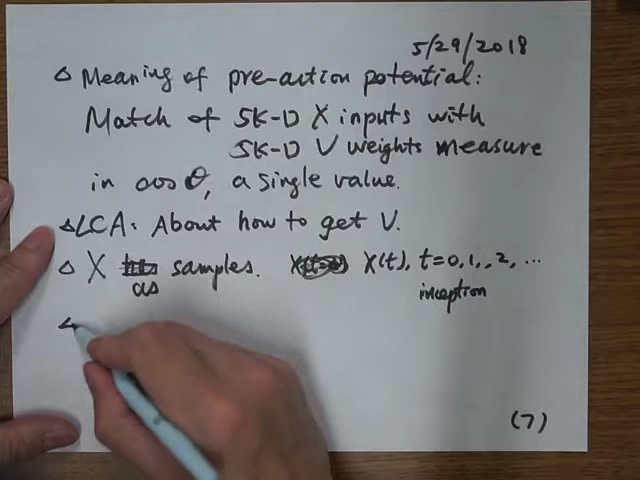 5/29/2018
△ Meaning of pre-action potential:
Match of 5K-D X inputs with
5K-D V weights measure
in cos θ, a single value.
△ LCA: About how to get V.
△ X as samples. X X(t), t=0,1,,2, ...
inception
(7)